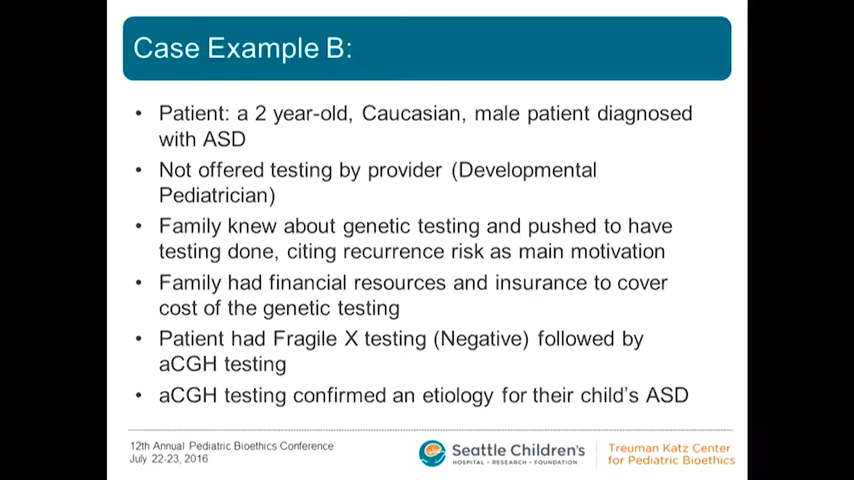 Case Example B:
• Patient: a 2 year-old, Caucasian, male patient diagnosed
with ASD
• Not offered testing by provider (Developmental
Pediatrician)
• Family knew about genetic testing and pushed to have
testing done, citing recurrence risk as main motivation
• Family had financial resources and insurance to cover
cost of the genetic testing
• Patient had Fragile X testing (Negative) followed by
aCGH testing
• aCGH testing confirmed an etiology for their child's ASD
12th Annual Pediatric Bioethics Conference
July 22-23, 2016
Seattle Children's
HOSPITAL • RESEARCH • FOUNDATION
Treuman Katz Center
for Pediatric Bioethics